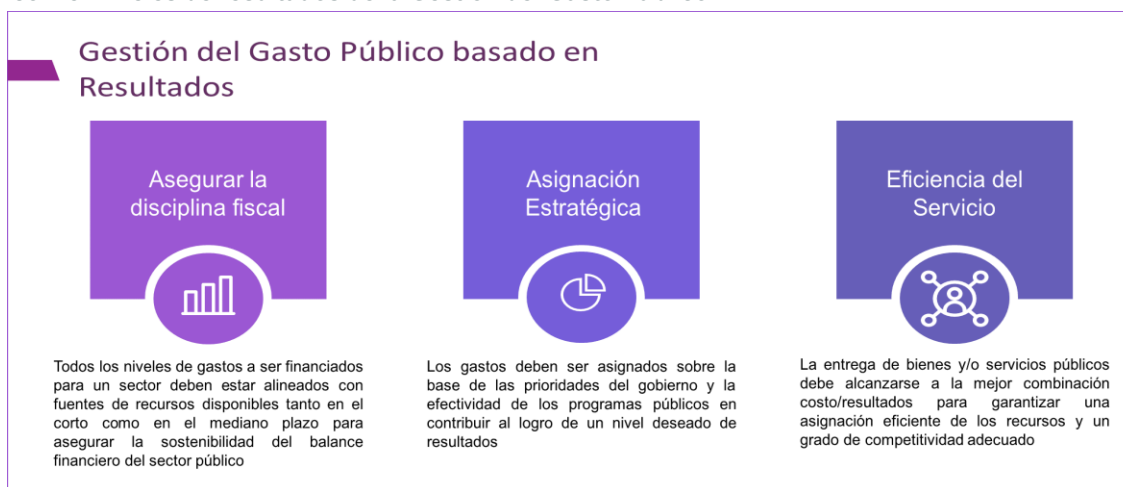 Gestión del Gasto Público basado en
Resultados
Asegurar la
disciplina fiscal
Todos los niveles de gastos a ser financiados
para un sector deben estar alineados con
fuentes de recursos disponibles tanto en el
corto como en el mediano plazo para
asegurar la sostenibilidad del balance
financiero del sector público
Asignación
Estratégica
Los gastos deben ser asignados sobre la
base de las prioridades del gobierno y la
efectividad de los programas públicos en
contribuir al logro de un nivel deseado de
resultados
Eficiencia del
Servicio
La entrega de bienes y/o servicios públicos
debe alcanzarse a la mejor combinación
costo/resultados para garantizar una
asignación eficiente de los recursos y un
grado de competitividad adecuado